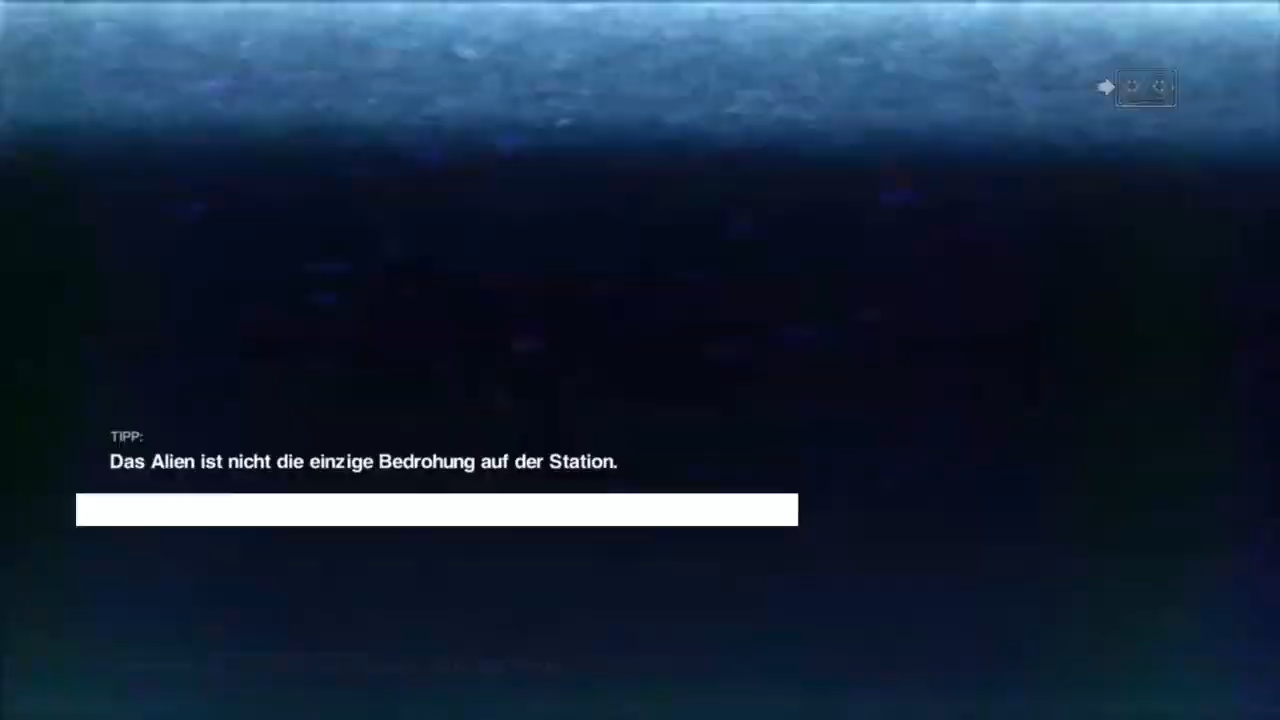 TIPP:
Das Alien ist nicht die einzige Bedrohung auf der Station.